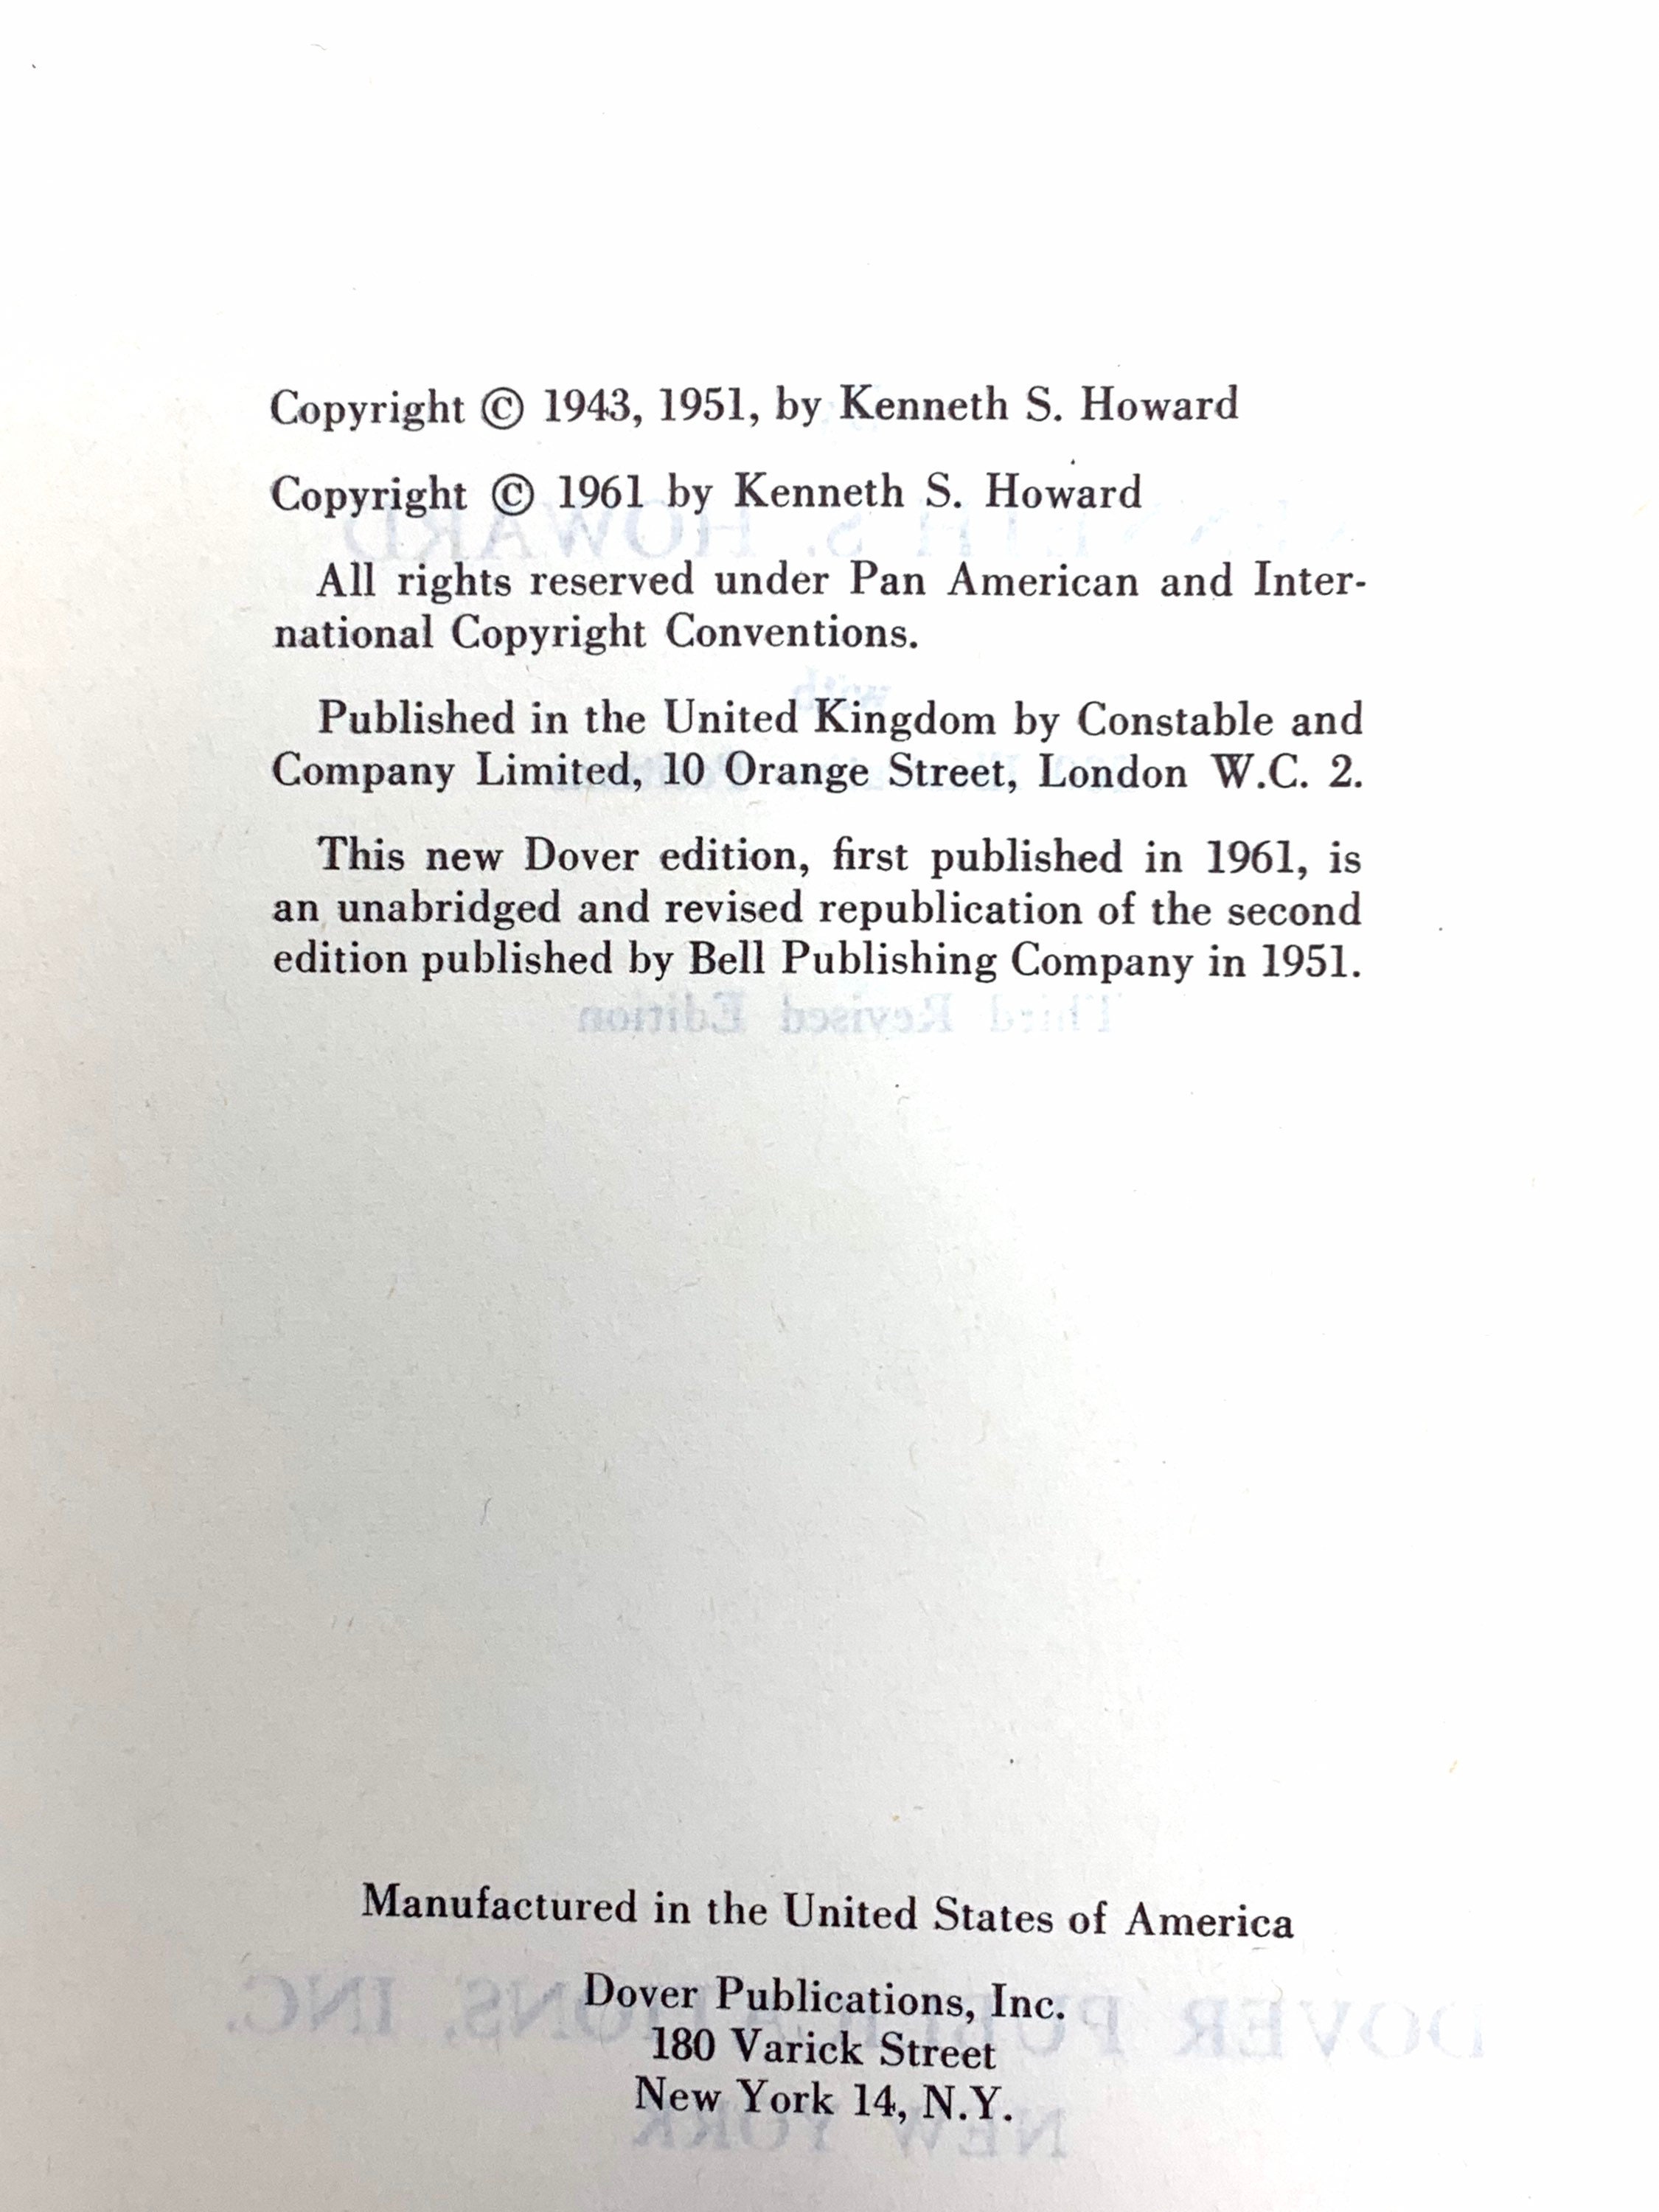 Copyright © 1943, 1951, by Kenneth S. Howard
Copyright © 1961 by Kenneth S. Howard
All rights reserved under Pan American and Inter-
national Copyright Conventions.
Published in the United Kingdom by Constable and
Company Limited, 10 Orange Street, London W.C. 2.
This new Dover edition, first published in 1961, is
an unabridged and revised republication of the second
edition published by Bell Publishing Company in 1951.
Third Revised Edition
Manufactured in the United States of America
Dover Publications, Inc.
180 Varick Street
New York 14, N.Y.